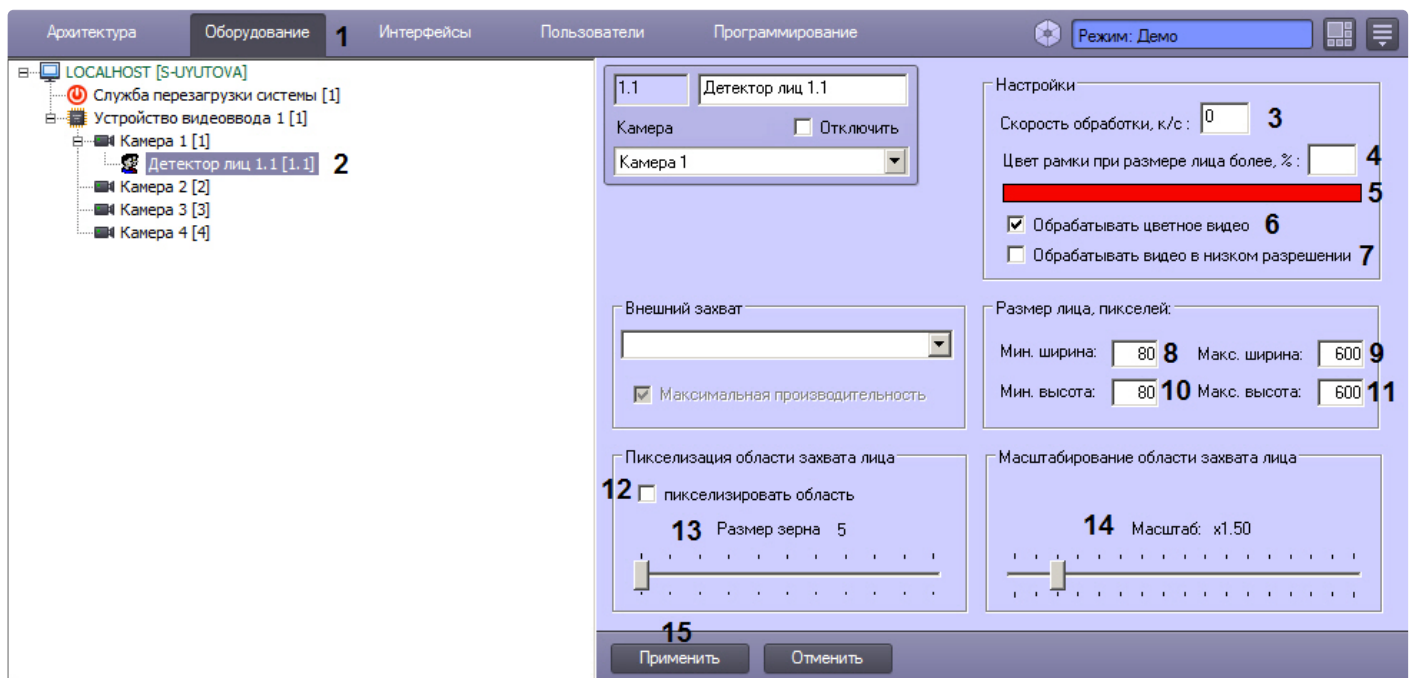 Архитектура Оборудование 1 Интерфейсы Пользователи Программирование Режим: Демо
LOCALHOST [S-UYUTOVA]
Служба перезагрузки системы [1]
Устройство видеоввода 1 [1]
Камера 1 [1]
Детектор лиц 1.1 [1.1] 2
Камера 2 [2]
Камера 3 [3]
Камера 4 [4]
1.1 Детектор лиц 1.1
Камера Отключить
Камера 1
Настройки
Скорость обработки, к/с : 0 3
Цвет рамки при размере лица более, % : 4
5
Обрабатывать цветное видео 6
Обрабатывать видео в низком разрешении 7
Внешний захват
Максимальная производительность
Размер лица, пикселей:
Мин. ширина: 80 8 Макс. ширина: 600 9
Мин. высота: 80 10 Макс. высота: 600 11
Пикселизация области захвата лица
12 пикселизировать область
13 Размер зерна 5
Масштабирование области захвата лица
14 Масштаб: x1.50
15
Применить Отменить